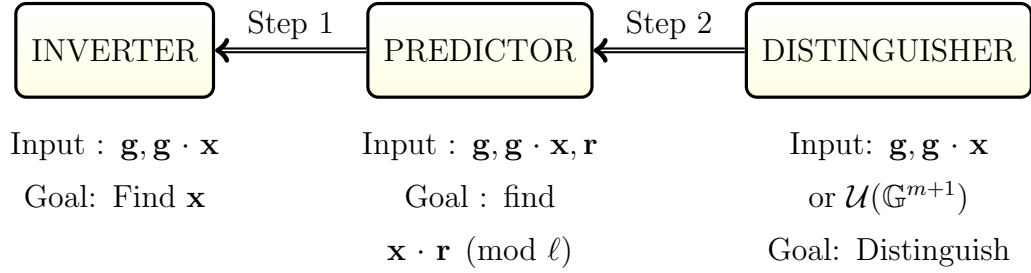 Step 1 Step 2
INVERTER PREDICTOR DISTINGUISHER
Input : g, g · x Input : g, g · x, r Input: g, g · x
Goal: Find x Goal : find or 𝒰(𝔾^{m+1})
x · r (mod ℓ) Goal: Distinguish